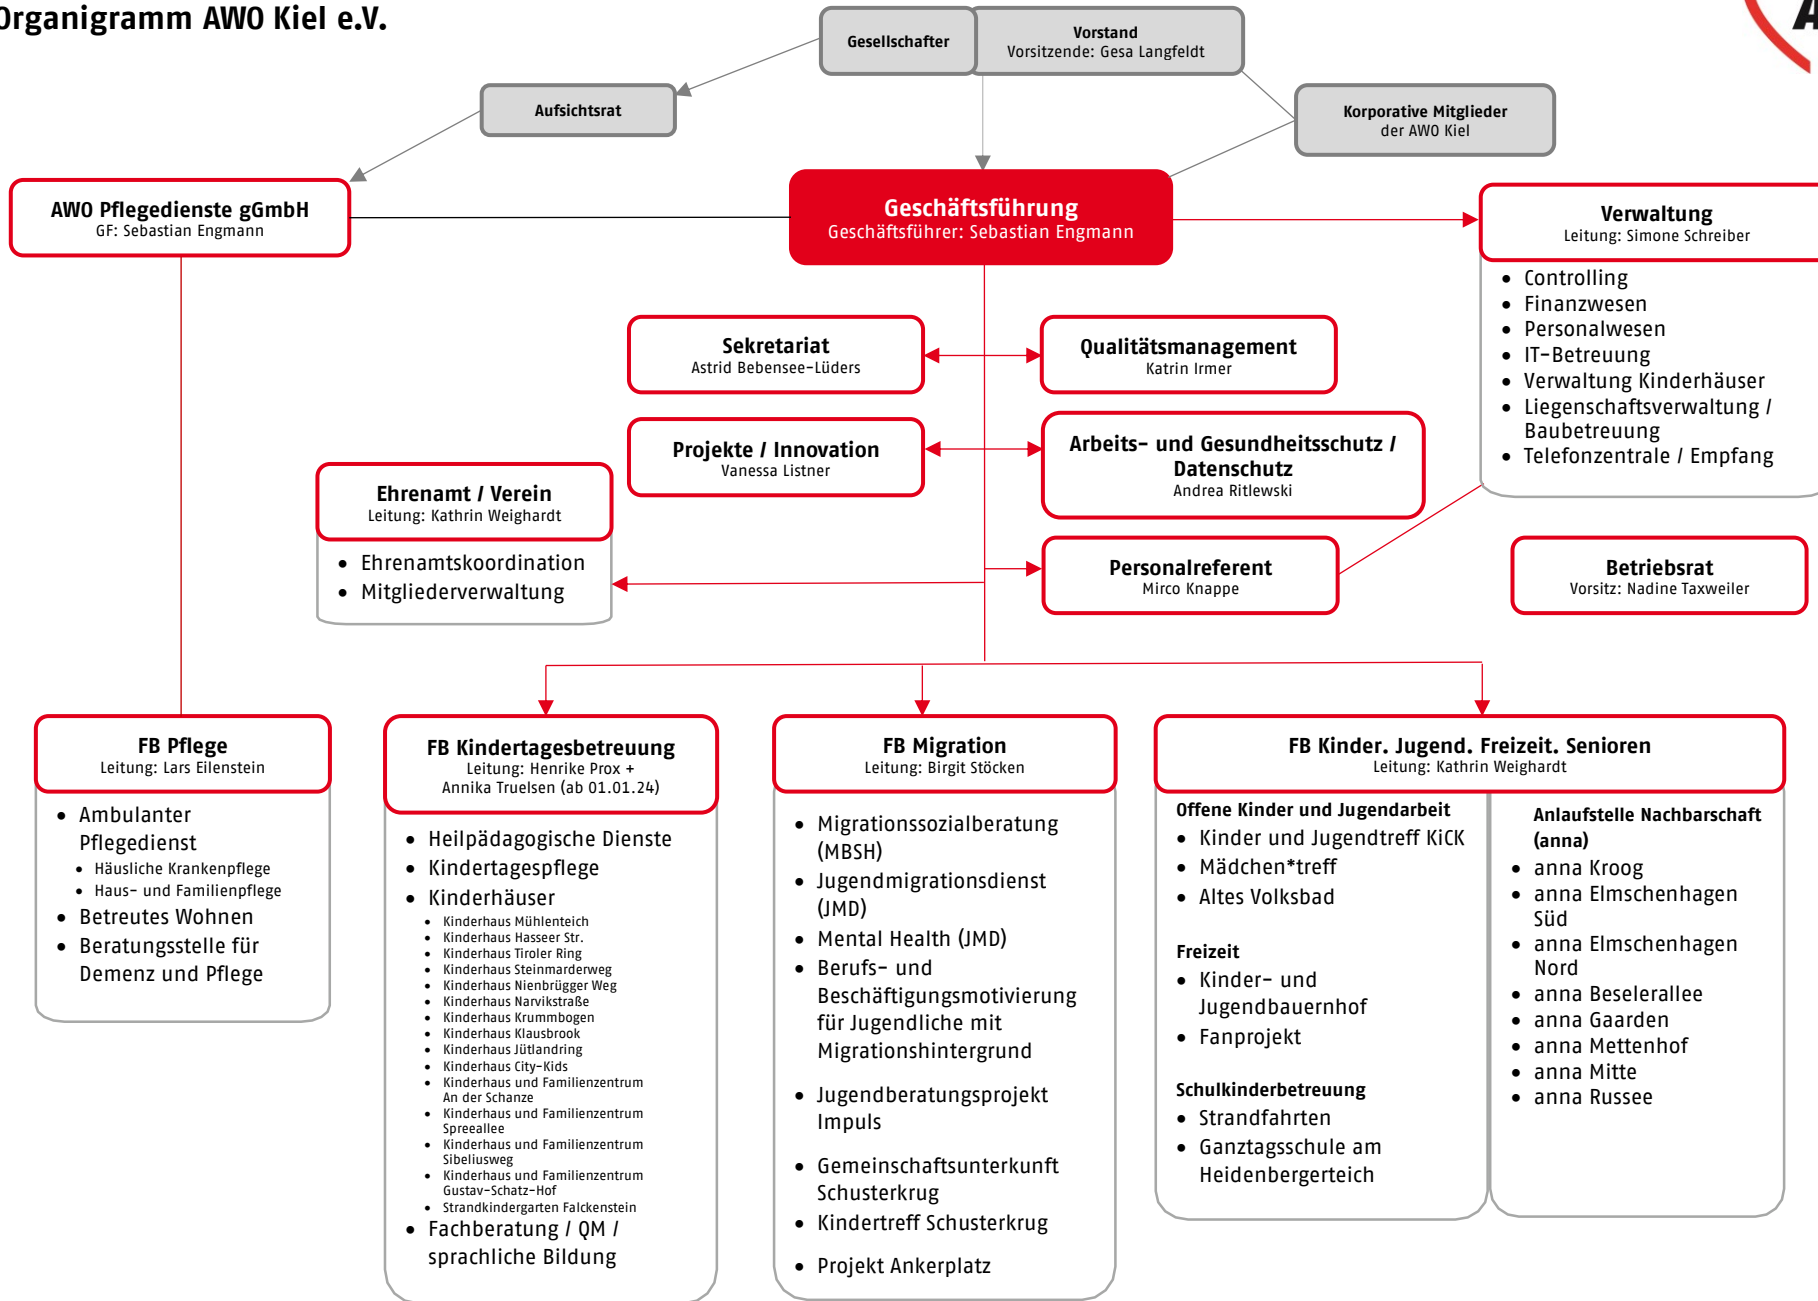 Organigramm AWO Kiel e.V.
Gesellschafter
Vorstand
Vorsitzende: Gesa Langfeldt
Aufsichtsrat
Korporative Mitglieder
der AWO Kiel
AWO Pflegedienste gGmbH
GF: Sebastian Engmann
Geschäftsführung
Geschäftsführer: Sebastian Engmann
Verwaltung
Leitung: Simone Schreiber
• Controlling
• Finanzwesen
• Personalwesen
• IT-Betreuung
• Verwaltung Kinderhäuser
• Liegenschaftsverwaltung /
Baubetreuung
• Telefonzentrale / Empfang
Sekretariat
Astrid Bebensee-Lüders
Qualitätsmanagement
Katrin Irmer
Projekte / Innovation
Vanessa Listner
Arbeits- und Gesundheitsschutz /
Datenschutz
Andrea Ritlewski
Ehrenamt / Verein
Leitung: Kathrin Weighardt
• Ehrenamtskoordination
• Mitgliederverwaltung
Personalreferent
Mirco Knappe
Betriebsrat
Vorsitz: Nadine Taxweiler
FB Pflege
Leitung: Lars Eilenstein
• Ambulanter
Pflegedienst
• Häusliche Krankenpflege
• Haus- und Familienpflege
• Betreutes Wohnen
• Beratungsstelle für
Demenz und Pflege
FB Kindertagesbetreuung
Leitung: Henrike Prox +
Annika Truelsen (ab 01.01.24)
• Heilpädagogische Dienste
• Kindertagespflege
• Kinderhäuser
• Kinderhaus Mühlenteich
• Kinderhaus Hasseer Str.
• Kinderhaus Tiroler Ring
• Kinderhaus Steinmarderweg
• Kinderhaus Nienbrügger Weg
• Kinderhaus Narvikstraße
• Kinderhaus Krummbogen
• Kinderhaus Klausbrook
• Kinderhaus Jütlandring
• Kinderhaus City-Kids
• Kinderhaus und Familienzentrum
An der Schanze
• Kinderhaus und Familienzentrum
Spreeallee
• Kinderhaus und Familienzentrum
Sibeliusweg
• Kinderhaus und Familienzentrum
Gustav-Schatz-Hof
• Strandkindergarten Falckenstein
• Fachberatung / QM /
sprachliche Bildung
FB Migration
Leitung: Birgit Stöcken
• Migrationssozialberatung
(MBSH)
• Jugendmigrationsdienst
(JMD)
• Mental Health (JMD)
• Berufs- und
Beschäftigungsmotivierung
für Jugendliche mit
Migrationshintergrund
• Jugendberatungsprojekt
Impuls
• Gemeinschaftsunterkunft
Schusterkrug
• Kindertreff Schusterkrug
• Projekt Ankerplatz
FB Kinder. Jugend. Freizeit. Senioren
Leitung: Kathrin Weighardt
Offene Kinder und Jugendarbeit
• Kinder und Jugendtreff KiCK
• Mädchen*treff
• Altes Volksbad
Freizeit
• Kinder- und
Jugendbauernhof
• Fanprojekt
Schulkinderbetreuung
• Strandfahrten
• Ganztagsschule am
Heidenbergerteich
Anlaufstelle Nachbarschaft
(anna)
• anna Kroog
• anna Elmschenhagen
Süd
• anna Elmschenhagen
Nord
• anna Beselerallee
• anna Gaarden
• anna Mettenhof
• anna Mitte
• anna Russee